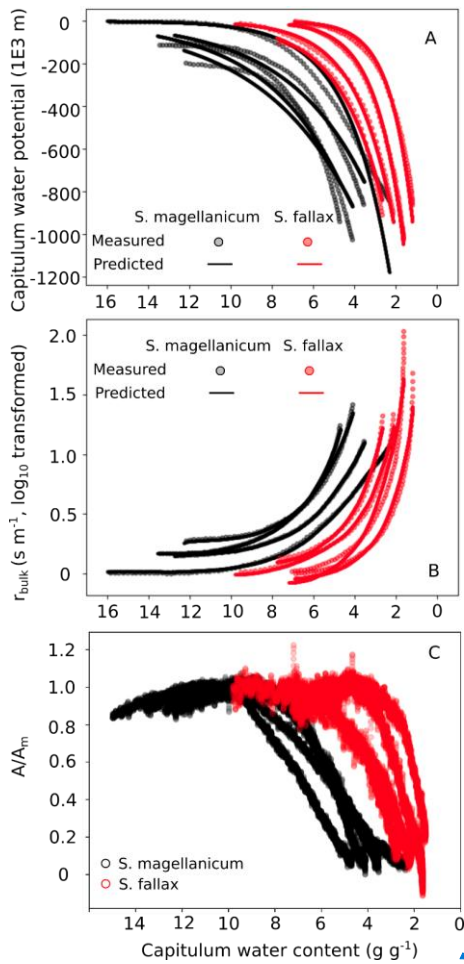 A
Capitulum water potential (1E3 m)
0
-200
-400
-600
-800
-1000
-1200
S. magellanicum S. fallax
Measured
Predicted
16 14 12 10 8 6 4 2 0
r_bulk (s m⁻¹, log₁₀ transformed)
2.0
1.5
1.0
0.5
0
S. magellanicum S. fallax
Measured
Predicted
B
16 14 12 10 8 6 4 2 0
C
A/Aₘ
1.2
1.0
0.8
0.6
0.4
0.2
0
S. magellanicum
S. fallax
14 12 10 8 6 4 2 0
Capitulum water content (g g⁻¹)